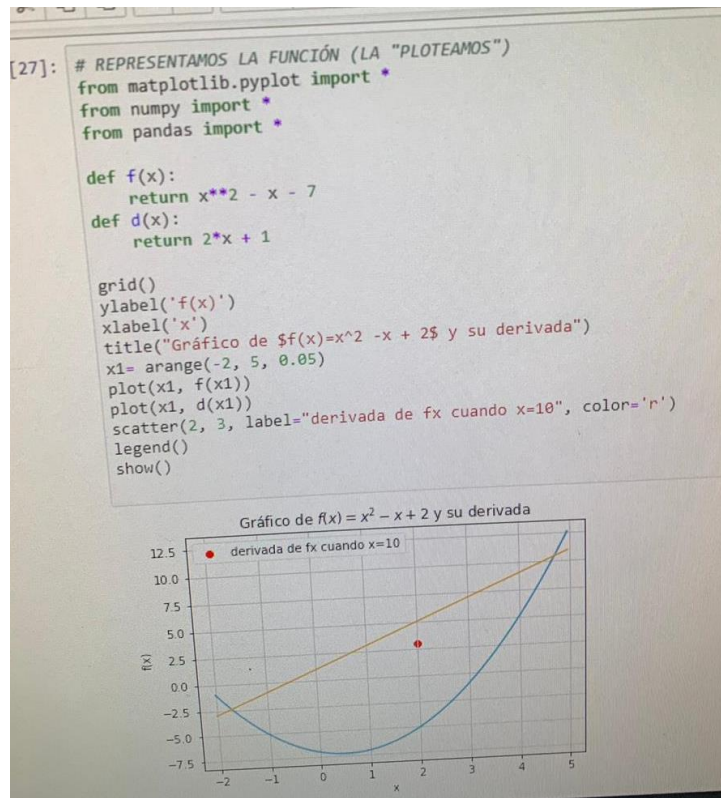 [27]: # REPRESENTAMOS LA FUNCIÓN (LA "PLOTEAMOS")
from matplotlib.pyplot import *
from numpy import *
from pandas import *
def f(x):
    return x**2 - x - 7
def d(x):
    return 2*x + 1
grid()
ylabel('f(x)')
xlabel('x')
title("Gráfico de $f(x)=x^2 -x + 2$ y su derivada")
x1= arange(-2, 5, 0.05)
plot(x1, f(x1))
plot(x1, d(x1))
scatter(2, 3, label="derivada de fx cuando x=10", color='r')
legend()
show()
Gráfico de f(x) = x² − x + 2 y su derivada
derivada de fx cuando x=10
12.5
10.0
7.5
5.0
2.5
0.0
−2.5
−5.0
−7.5
f(x)
−2 −1 0 1 2 3 4 5
x